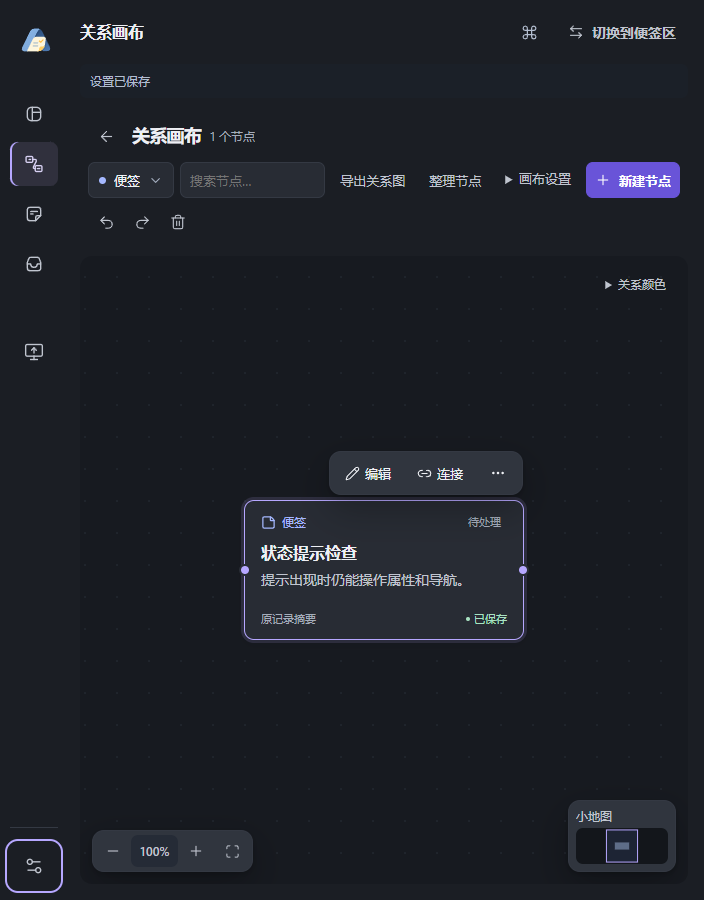 关系画布
切换到便签区
设置已保存
关系画布 1 个节点
便签
搜索节点...
导出关系图
整理节点
画布设置
新建节点
关系颜色
编辑
连接
便签
待处理
状态提示检查
提示出现时仍能操作属性和导航。
原记录摘要
已保存
小地图
100%